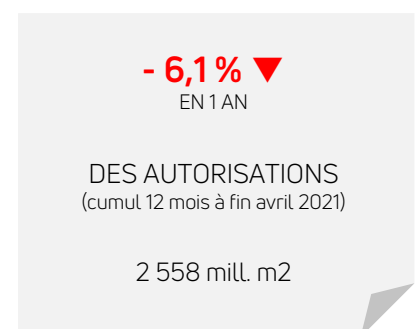 - 6,1 % ▼
EN 1 AN
DES AUTORISATIONS
(cumul 12 mois à fin avril 2021)
2 558 mill. m2